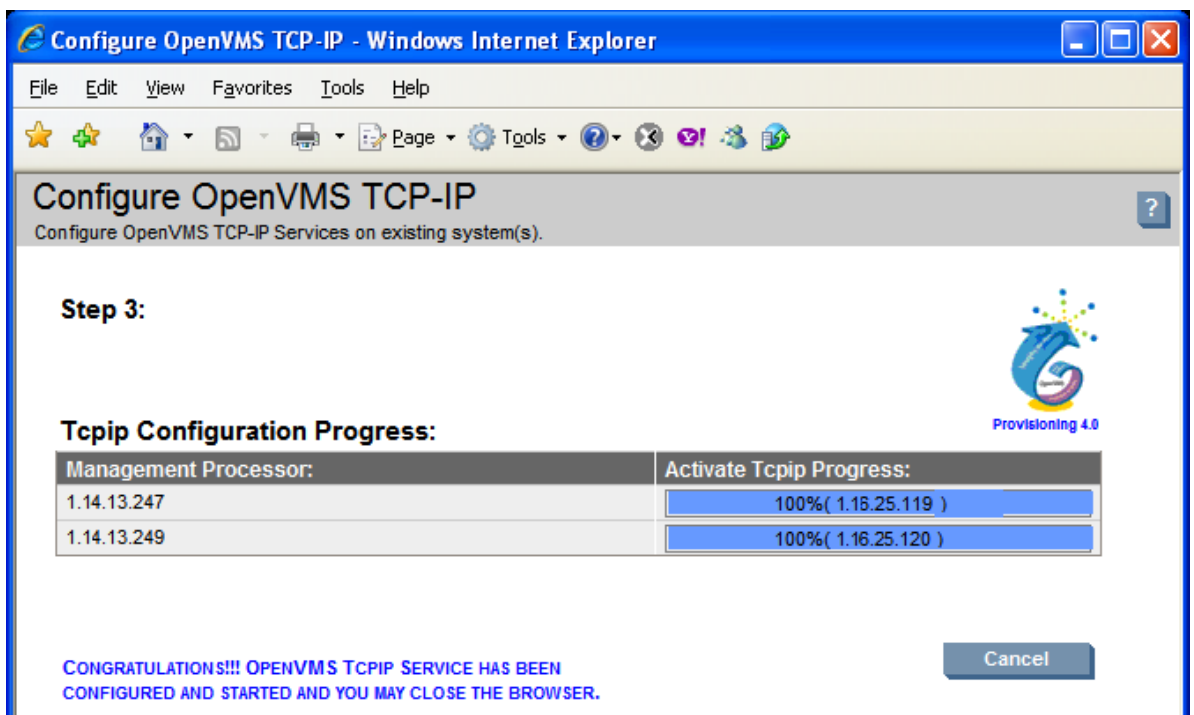 Configure OpenVMS TCP-IP - Windows Internet Explorer
File Edit View Favorites Tools Help
Page Tools
Configure OpenVMS TCP-IP
?
Configure OpenVMS TCP-IP Services on existing system(s).
Step 3:
OpenVMS
Provisioning 4.0
Tcpip Configuration Progress:
Management Processor: Activate Tcpip Progress:
1.14.13.247 100%( 1.16.25.119 )
1.14.13.249 100%( 1.16.25.120 )
Cancel
CONGRATULATIONS!!! OPENVMS TCPIP SERVICE HAS BEEN
CONFIGURED AND STARTED AND YOU MAY CLOSE THE BROWSER.